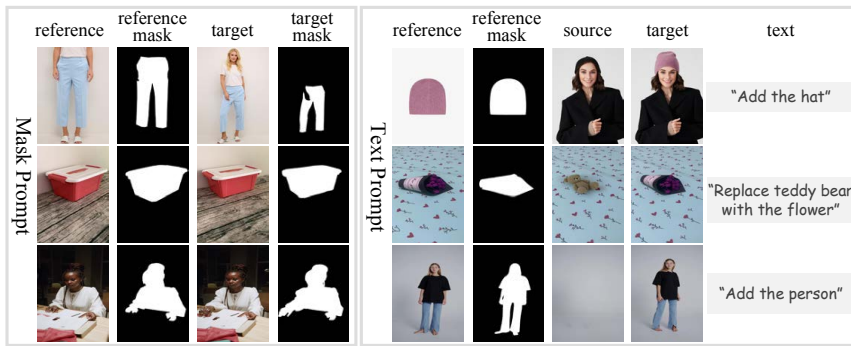 reference
reference
mask
target
target
mask
Mask Prompt
reference
reference
mask
source
target
text
Text Prompt
“Add the hat”
“Replace teddy bear
with the flower”
“Add the person”